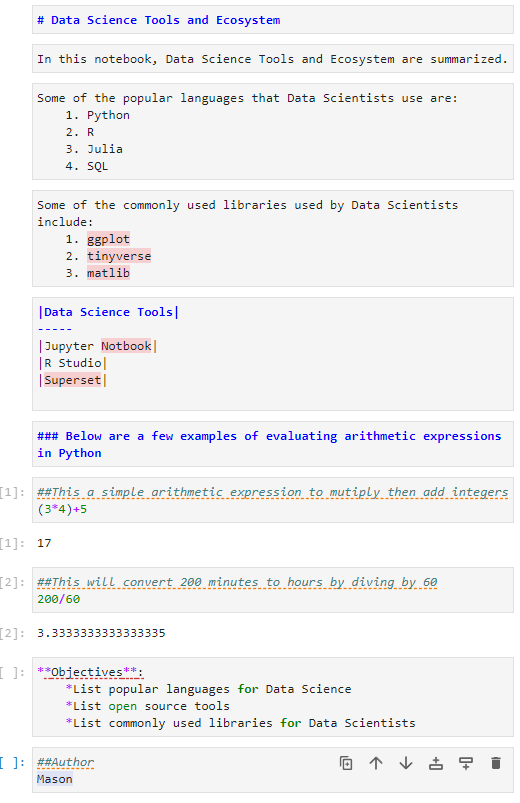 # Data Science Tools and Ecosystem
In this notebook, Data Science Tools and Ecosystem are summarized.
Some of the popular languages that Data Scientists use are:
1. Python
2. R
3. Julia
4. SQL
Some of the commonly used libraries used by Data Scientists
include:
1. ggplot
2. tinyverse
3. matlib
|Data Science Tools|
-----
|Jupyter Notbook|
|R Studio|
|Superset|
### Below are a few examples of evaluating arithmetic expressions
in Python
[1]: ##This a simple arithmetic expression to mutiply then add integers
(3*4)+5
[1]: 17
[2]: ##This will convert 200 minutes to hours by diving by 60
200/60
[2]: 3.3333333333333335
[ ]: **Objectives**:
*List popular languages for Data Science
*List open source tools
*List commonly used libraries for Data Scientists
[ ]: ##Author
Mason